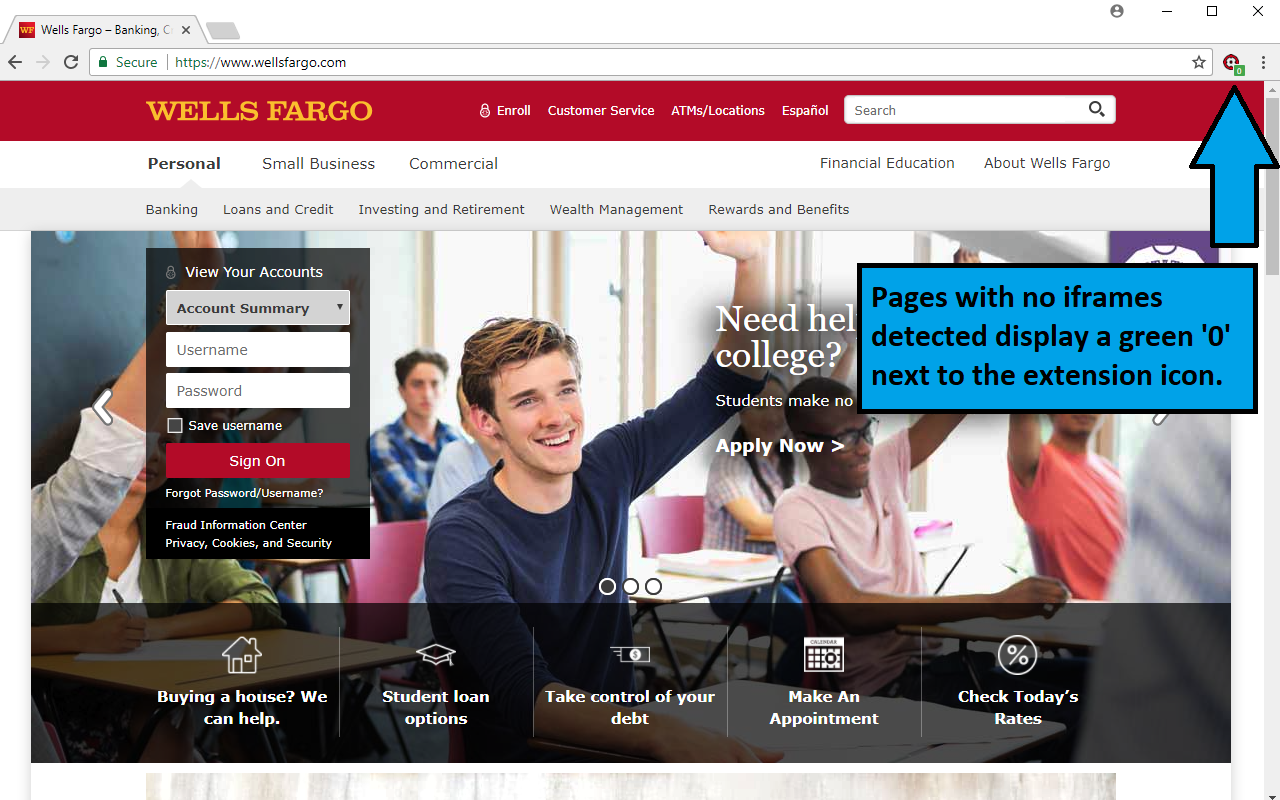 Wells Fargo – Banking, C
Secure
https://www.wellsfargo.com
0
WELLS FARGO
Enroll
Customer Service
ATMs/Locations
Español
Search
Personal
Small Business
Commercial
Financial Education
About Wells Fargo
Banking
Loans and Credit
Investing and Retirement
Wealth Management
Rewards and Benefits
View Your Accounts
Account Summary
Username
Password
Save username
Sign On
Forgot Password/Username?
Fraud Information Center
Privacy, Cookies, and Security
Need hel
college?
Students make no
Apply Now >
Pages with no iframes
detected display a green '0'
next to the extension icon.
Buying a house? We
can help.
Student loan
options
Take control of your
debt
CALENDAR
Make An
Appointment
Check Today’s
Rates